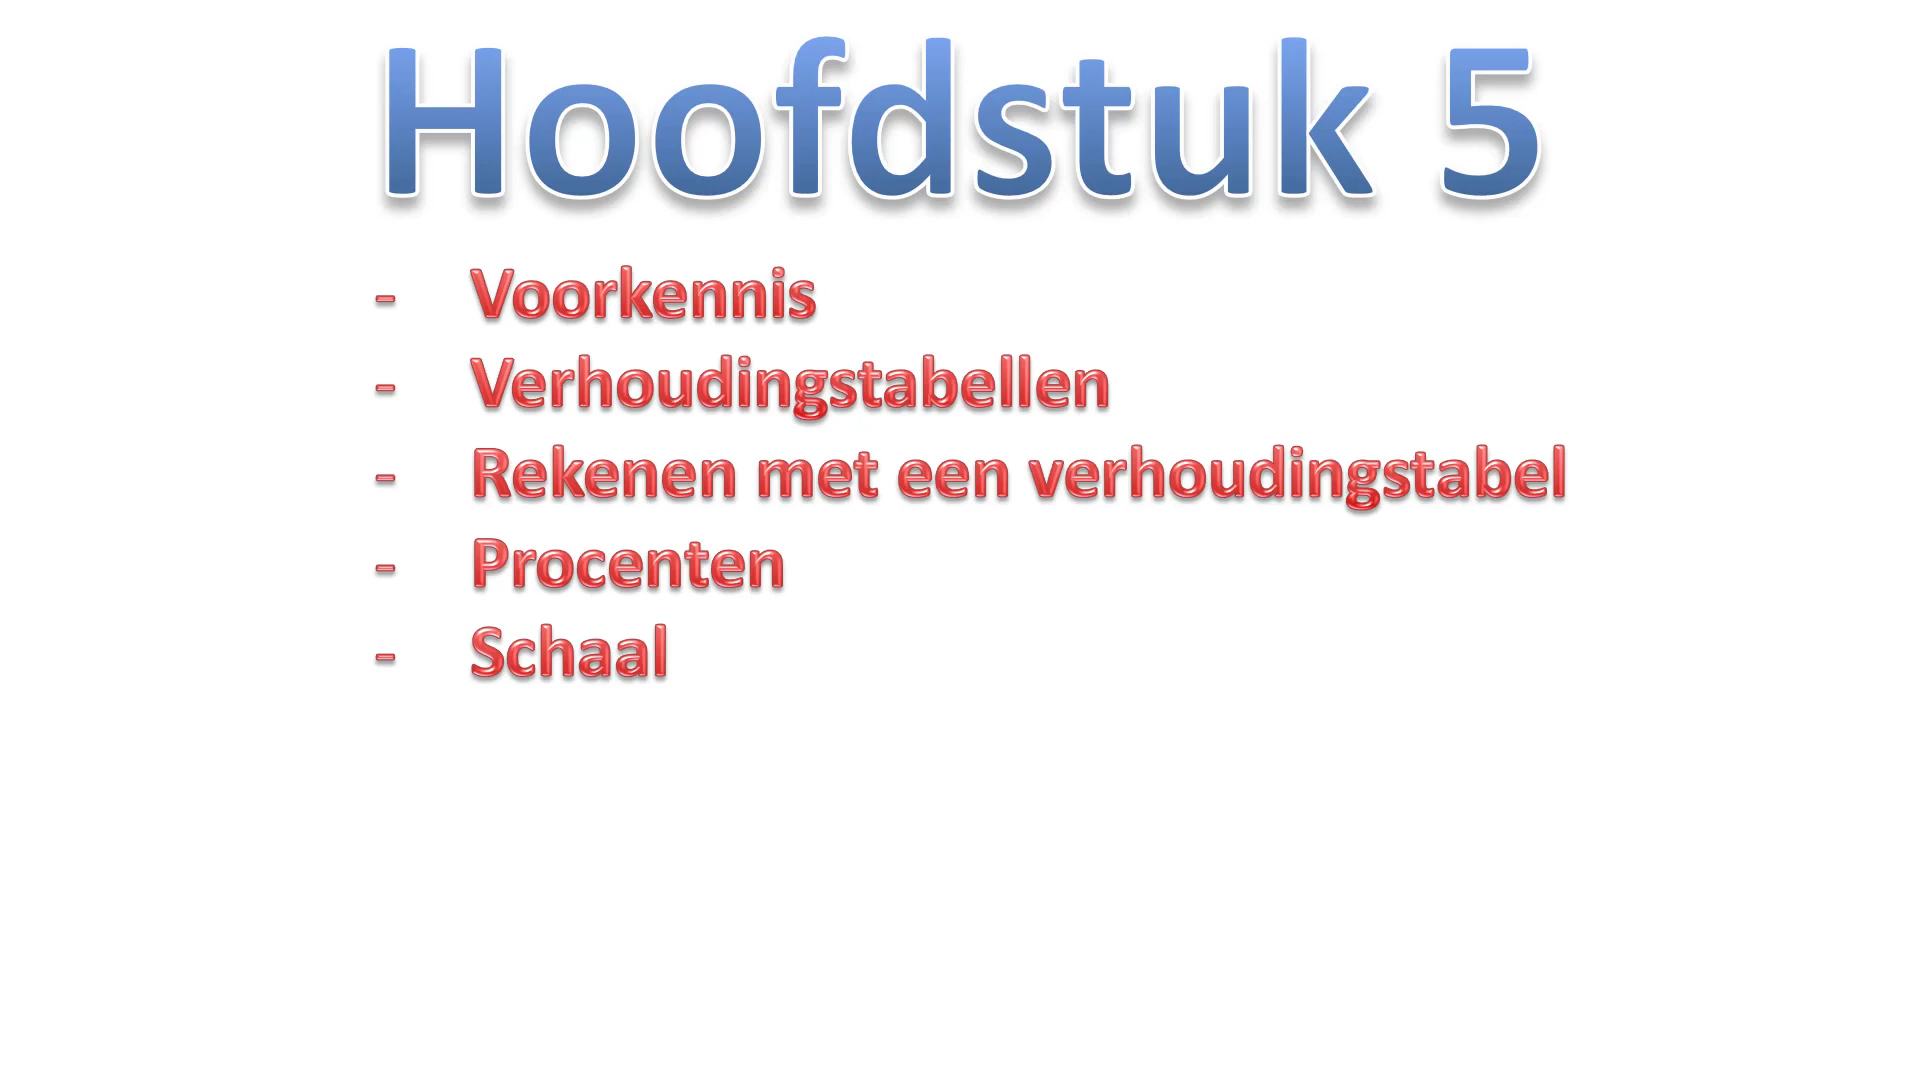 Hoofdstuk 5
- Voorkennis
- Verhoudingstabellen
- Rekenen met een verhoudingstabel
- Procenten
- Schaal